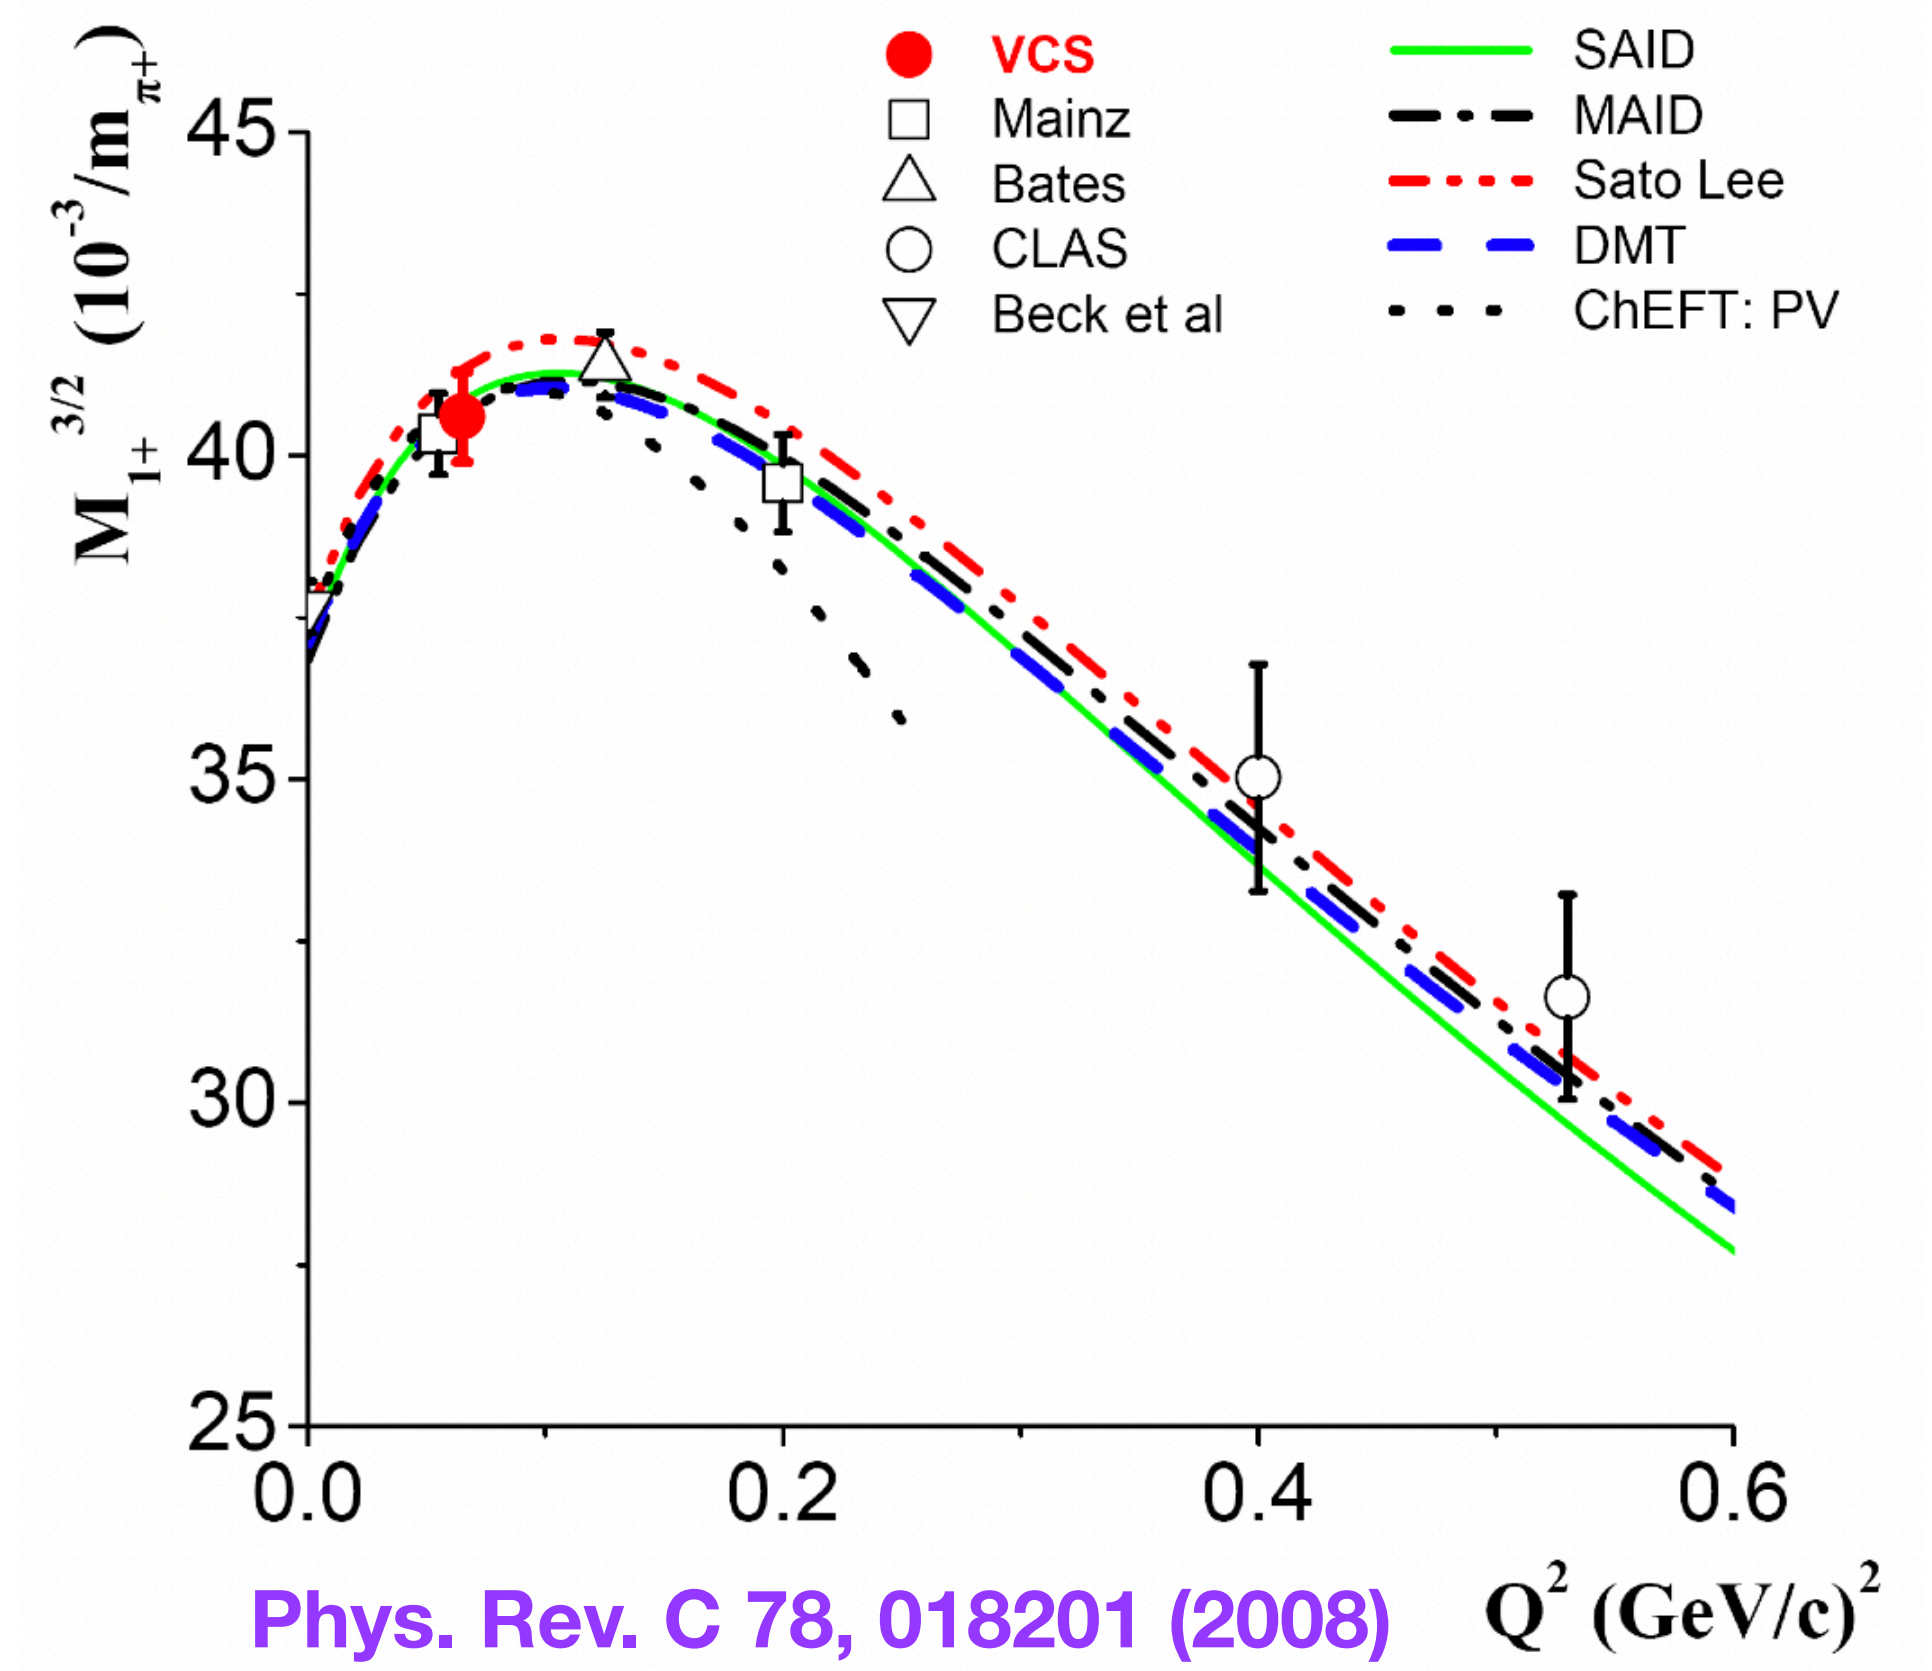 M₁₊³ᐟ² (10⁻³/mπ+)
VCS
Mainz
Bates
CLAS
Beck et al
SAID
MAID
Sato Lee
DMT
ChEFT: PV
45
40
35
30
25
0.0 0.2 0.4 0.6
Q² (GeV/c)²
Phys. Rev. C 78, 018201 (2008)